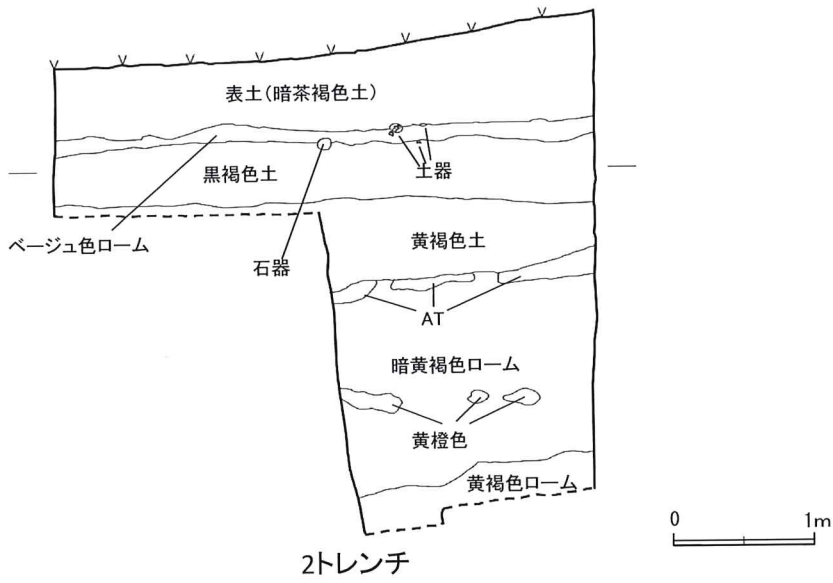 表土(暗茶褐色土)
土器
黒褐色土
ベージュ色ローム
石器
黄褐色土
AT
暗黄褐色ローム
黄橙色
黄褐色ローム
0 1m
2トレンチ